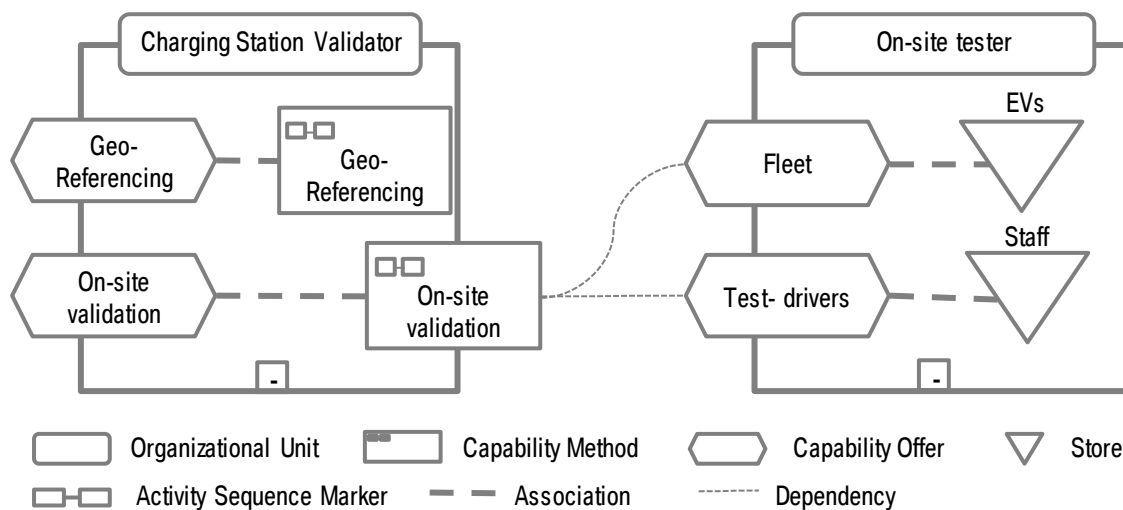 Charging Station Validator
On-site tester
Geo-
Referencing
Geo-
Referencing
Fleet
EVs
On-site
validation
On-site
validation
Test- drivers
Staff
-
-
Organizational Unit
Capability Method
Capability Offer
Store
Activity Sequence Marker
Association
Dependency